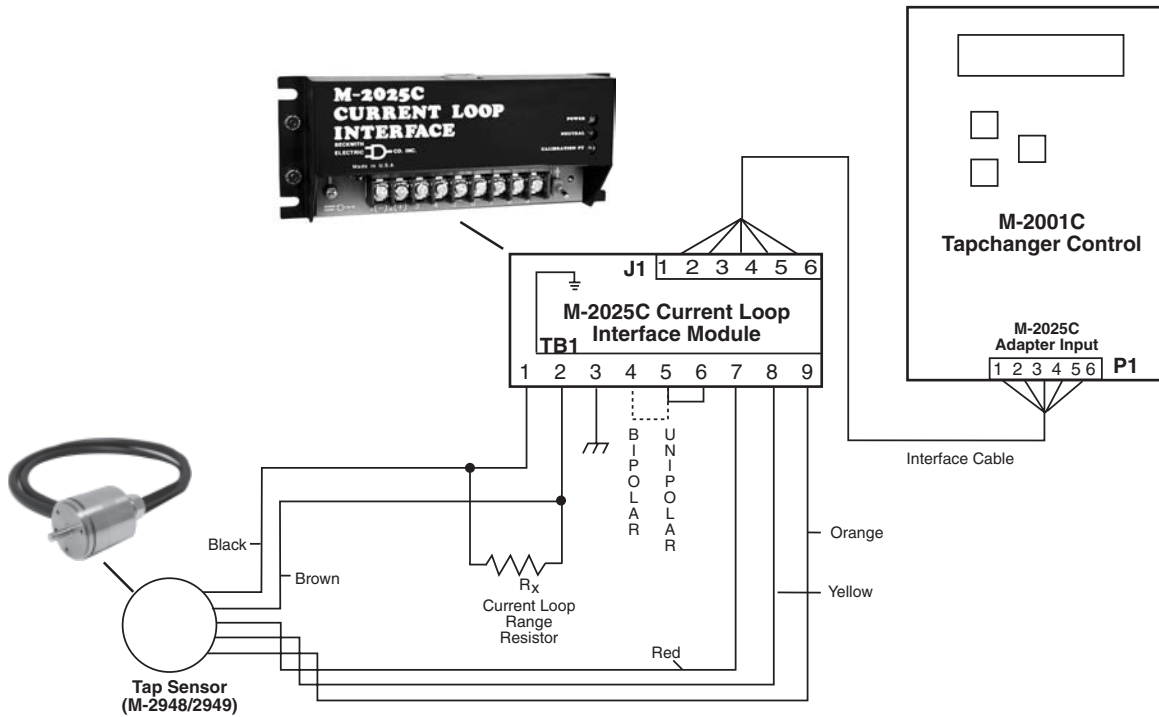 M-2025C
CURRENT LOOP
INTERFACE
BECKWITH
ELECTRIC CO. INC.
Made in U.S.A
POWER
NEUTRAL
CALIBRATION PT
M-2001C
Tapchanger Control
M-2025C
Adapter Input
1 2 3 4 5 6 P1
Interface Cable
J1 1 2 3 4 5 6
M-2025C Current Loop
Interface Module
TB1
1 2 3 4 5 6 7 8 9
BIPOLAR
UNIPOLAR
Orange
Yellow
Black
Brown
Rx
Current Loop
Range
Resistor
Red
Tap Sensor
(M-2948/2949)